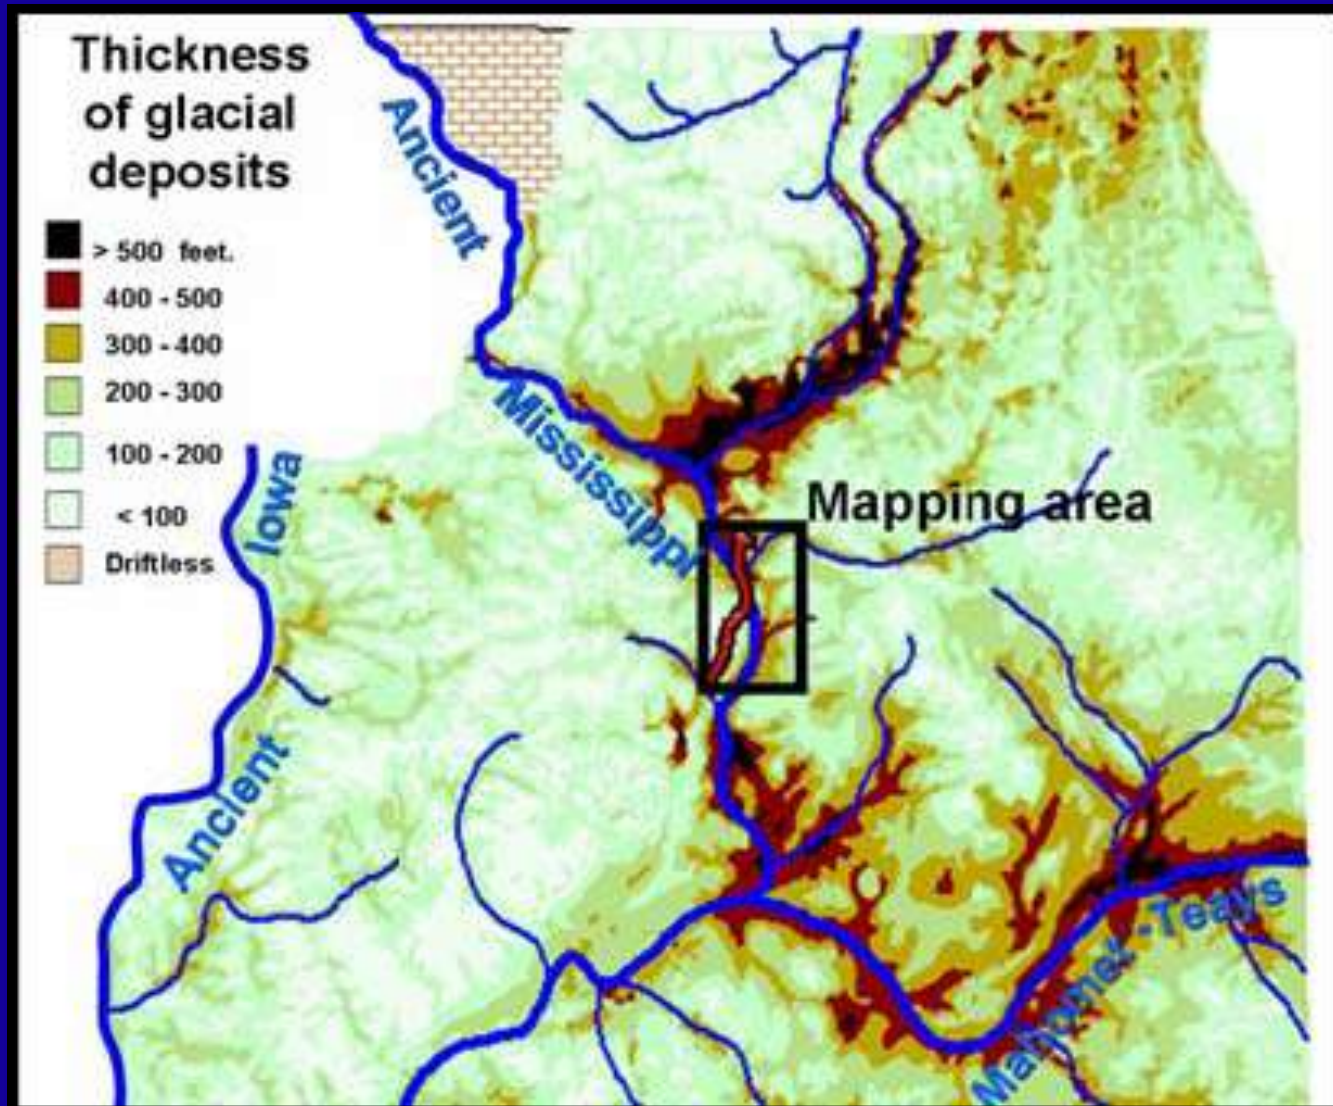 Thickness
of glacial
deposits
> 500 feet.
400 - 500
300 - 400
200 - 300
100 - 200
< 100
Driftless
Ancient
Mississippi
Iowa
Ancient
Mapping area
Mahomet-Teays